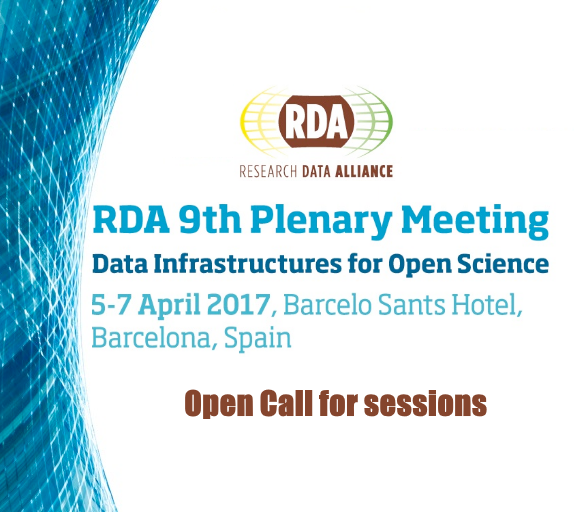 RDA
RESEARCH DATA ALLIANCE
RDA 9th Plenary Meeting
Data Infrastructures for Open Science
5-7 April 2017, Barcelo Sants Hotel,
Barcelona, Spain
Open Call for sessions